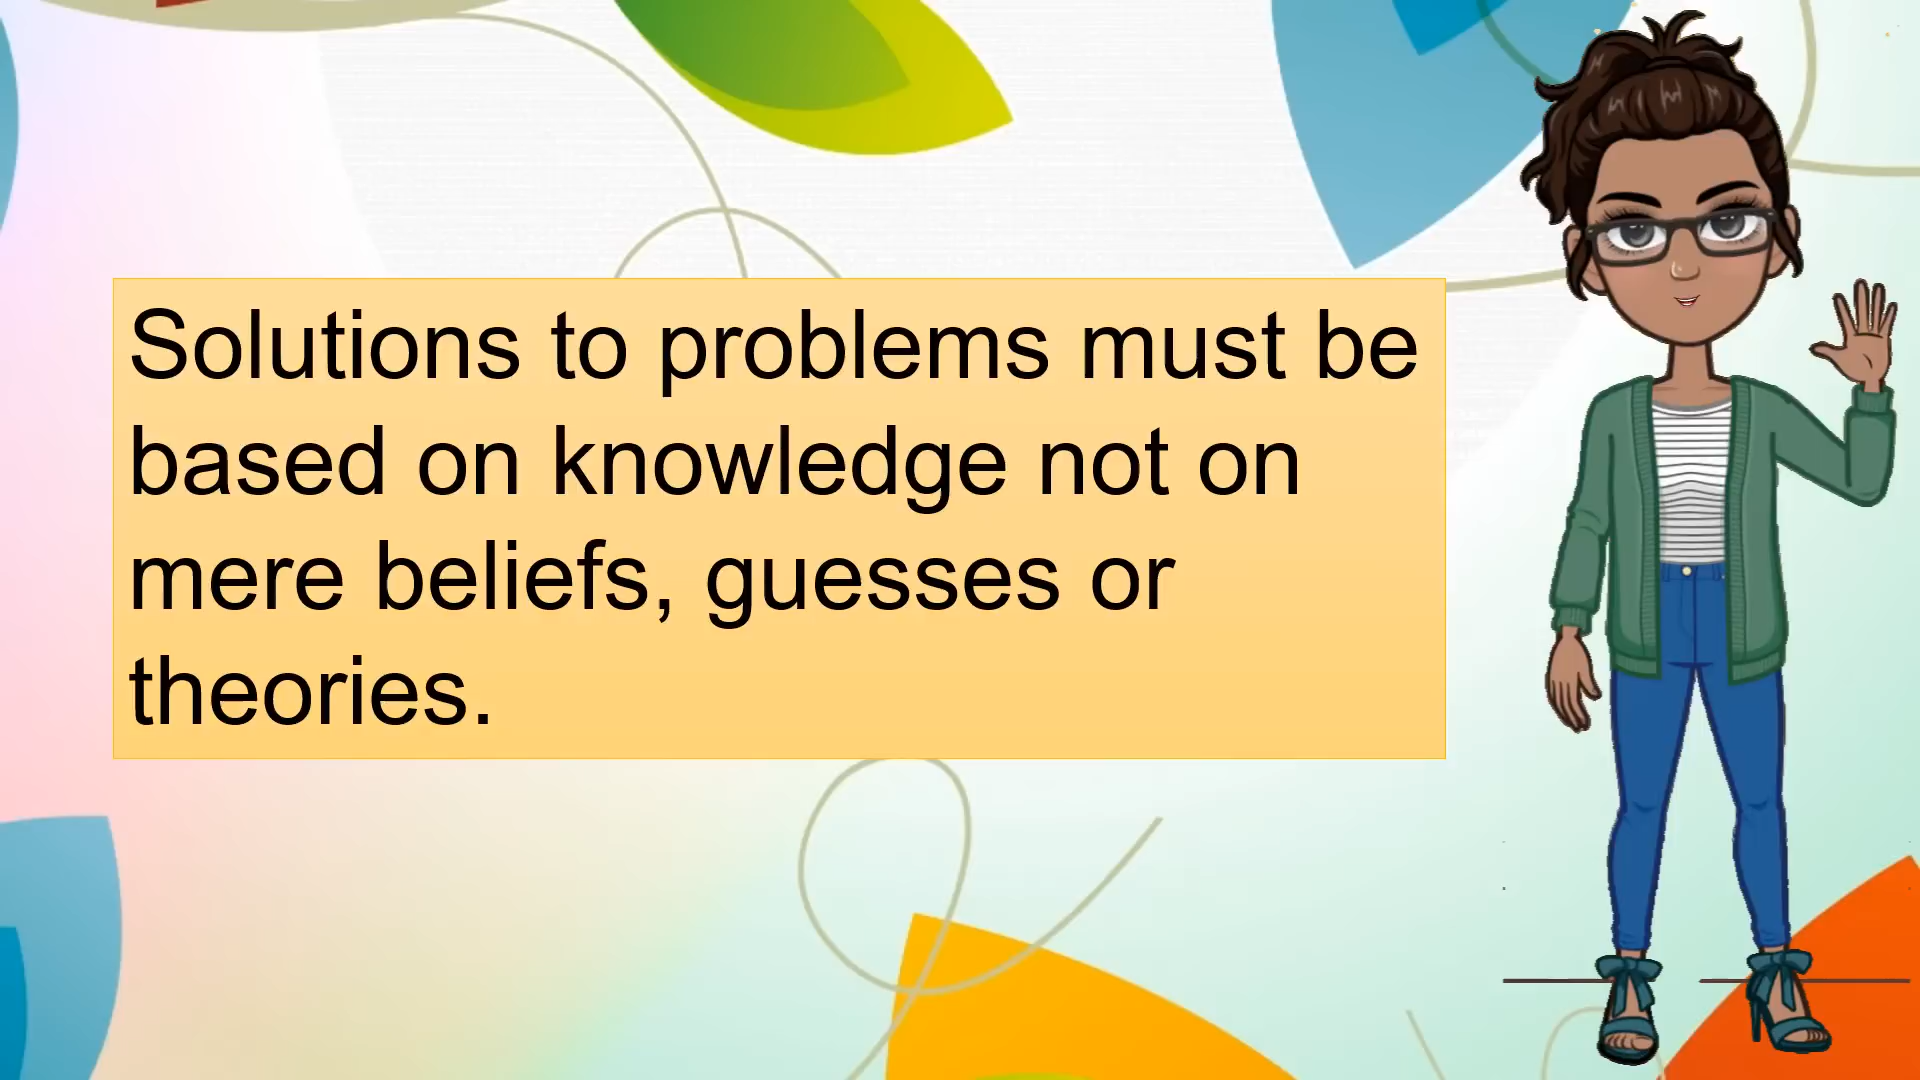 Solutions to problems must be
based on knowledge not on
mere beliefs, guesses or
theories.